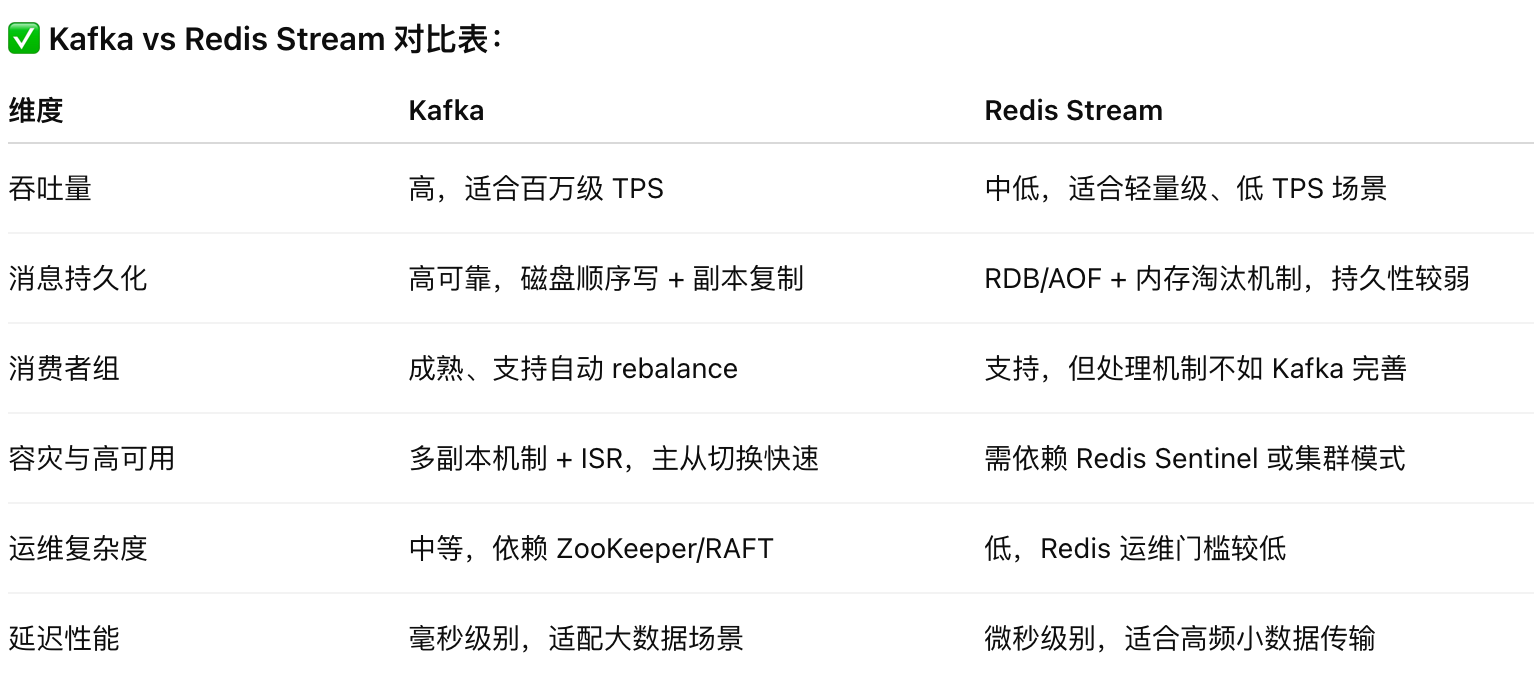 ✅ Kafka vs Redis Stream 对比表：
维度 Kafka Redis Stream
吞吐量 高，适合百万级 TPS 中低，适合轻量级、低 TPS 场景
消息持久化 高可靠，磁盘顺序写 + 副本复制 RDB/AOF + 内存淘汰机制，持久性较弱
消费者组 成熟、支持自动 rebalance 支持，但处理机制不如 Kafka 完善
容灾与高可用 多副本机制 + ISR，主从切换快速 需依赖 Redis Sentinel 或集群模式
运维复杂度 中等，依赖 ZooKeeper/RAFT 低，Redis 运维门槛较低
延迟性能 毫秒级别，适配大数据场景 微秒级别，适合高频小数据传输